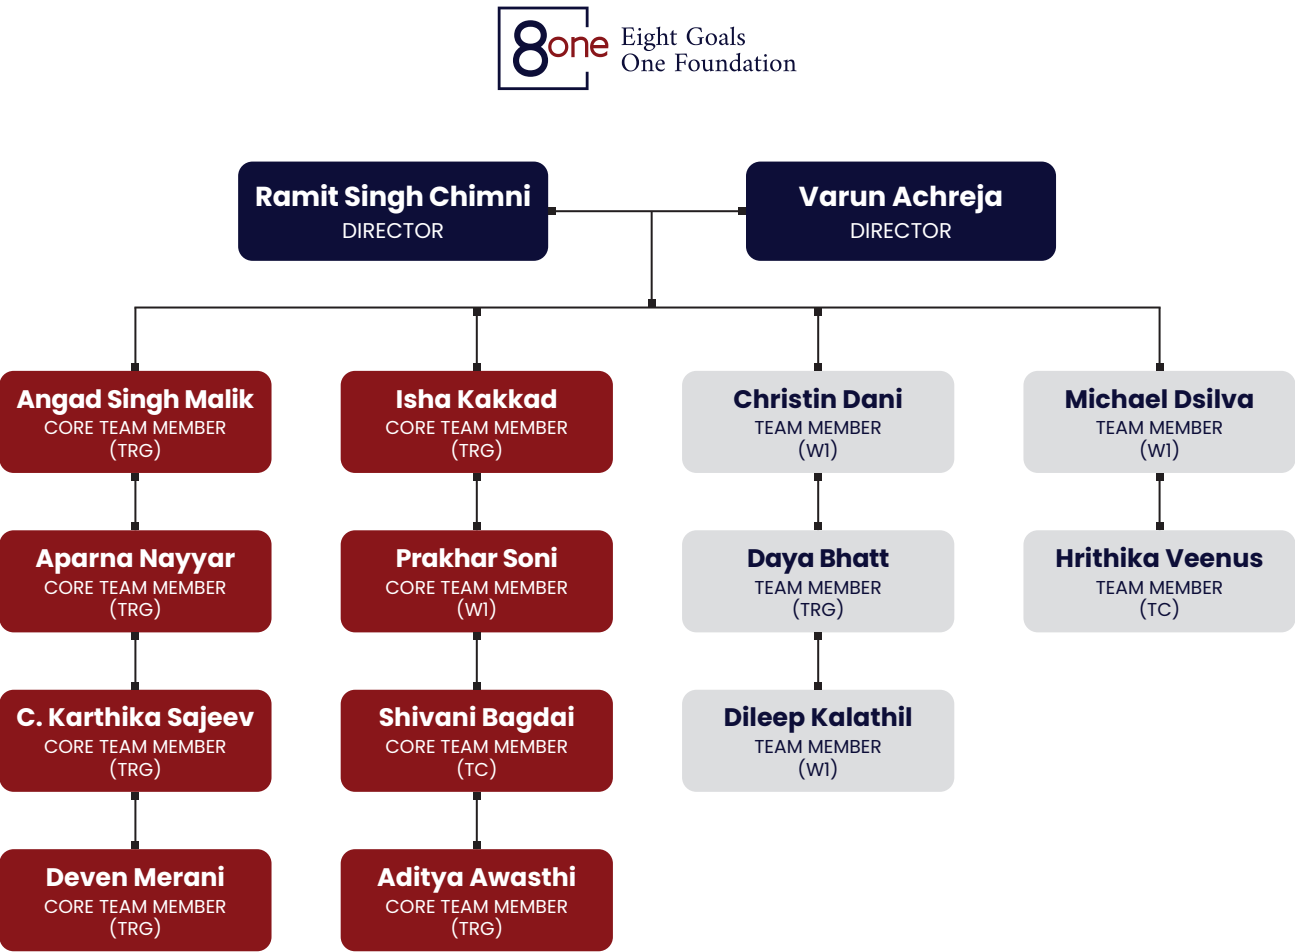 8one
Eight Goals
One Foundation
Ramit Singh Chimni
DIRECTOR
Varun Achreja
DIRECTOR
Angad Singh Malik
CORE TEAM MEMBER
(TRG)
Isha Kakkad
CORE TEAM MEMBER
(TRG)
Christin Dani
TEAM MEMBER
(W1)
Michael Dsilva
TEAM MEMBER
(W1)
Aparna Nayyar
CORE TEAM MEMBER
(TRG)
Prakhar Soni
CORE TEAM MEMBER
(W1)
Daya Bhatt
TEAM MEMBER
(TRG)
Hrithika Veenus
TEAM MEMBER
(TC)
C. Karthika Sajeev
CORE TEAM MEMBER
(TRG)
Shivani Bagdai
CORE TEAM MEMBER
(TC)
Dileep Kalathil
TEAM MEMBER
(W1)
Deven Merani
CORE TEAM MEMBER
(TRG)
Aditya Awasthi
CORE TEAM MEMBER
(TRG)